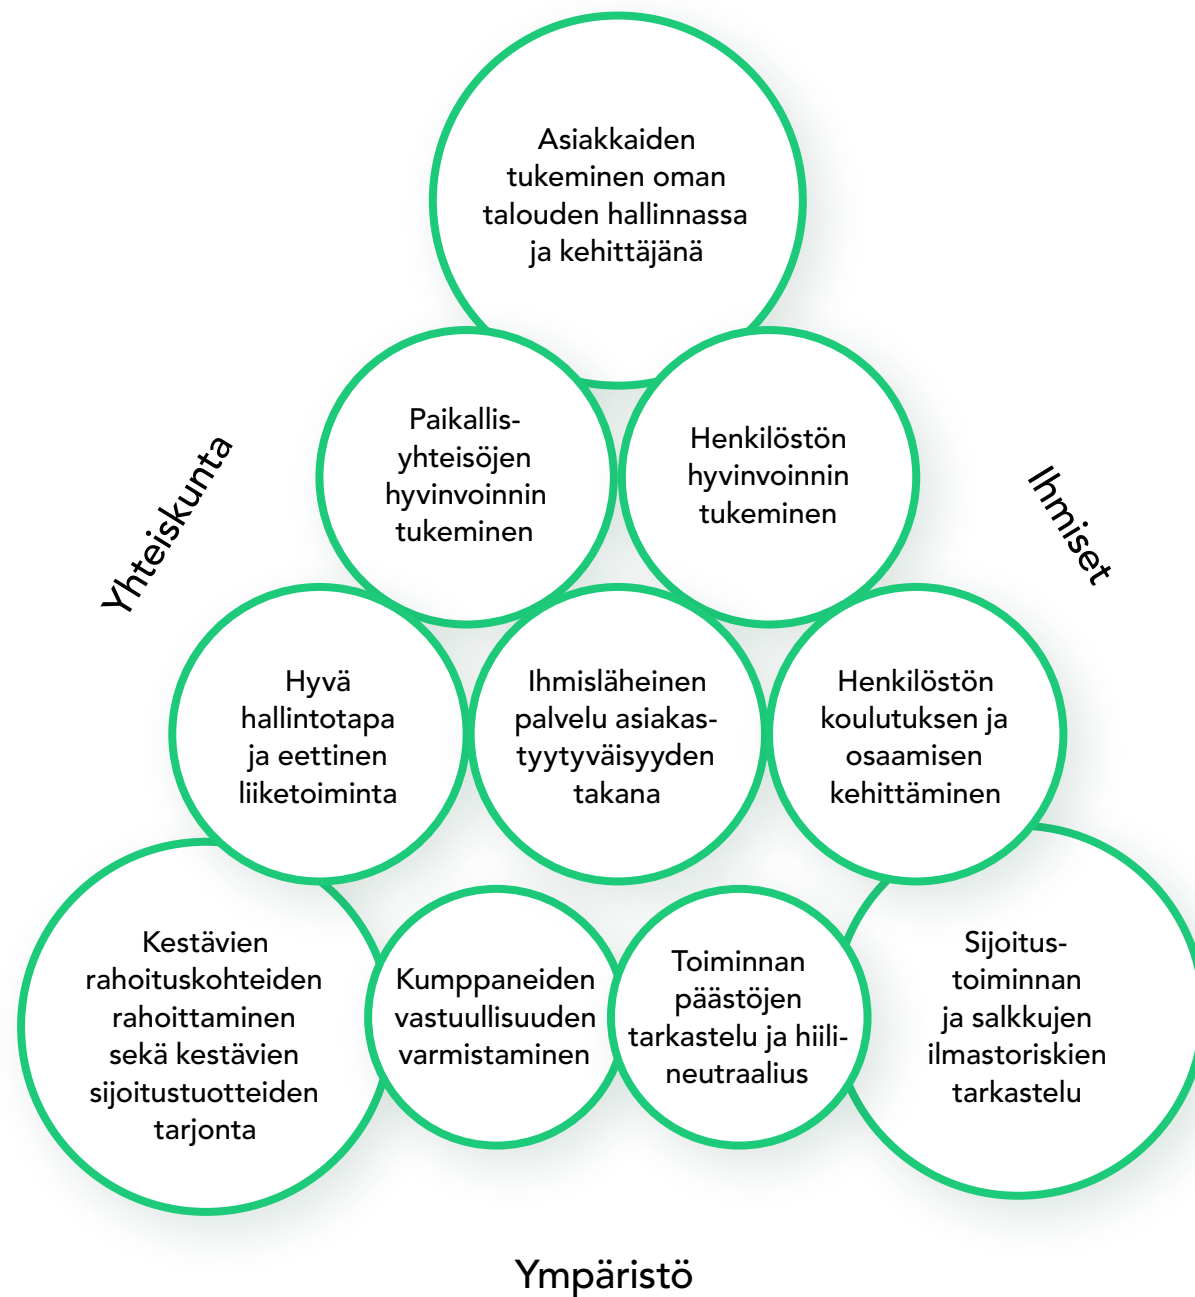 Asiakkaiden
tukeminen oman
talouden hallinnassa
ja kehittäjänä
Paikallis-
yhteisöjen
hyvinvoinnin
tukeminen
Henkilöstön
hyvinvoinnin
tukeminen
Yhteiskunta
Ihmiset
Hyvä
hallintotapa
ja eettinen
liiketoiminta
Ihmisläheinen
palvelu asiakas-
tyytyväisyyden
takana
Henkilöstön
koulutuksen ja
osaamisen
kehittäminen
Kestävien
rahoituskohteiden
rahoittaminen
sekä kestävien
sijoitustuotteiden
tarjonta
Kumppaneiden
vastuullisuuden
varmistaminen
Toiminnan
päästöjen
tarkastelu ja hiili-
neutraalius
Sijoitus-
toiminnan
ja salkkujen
ilmastoriskien
tarkastelu
Ympäristö